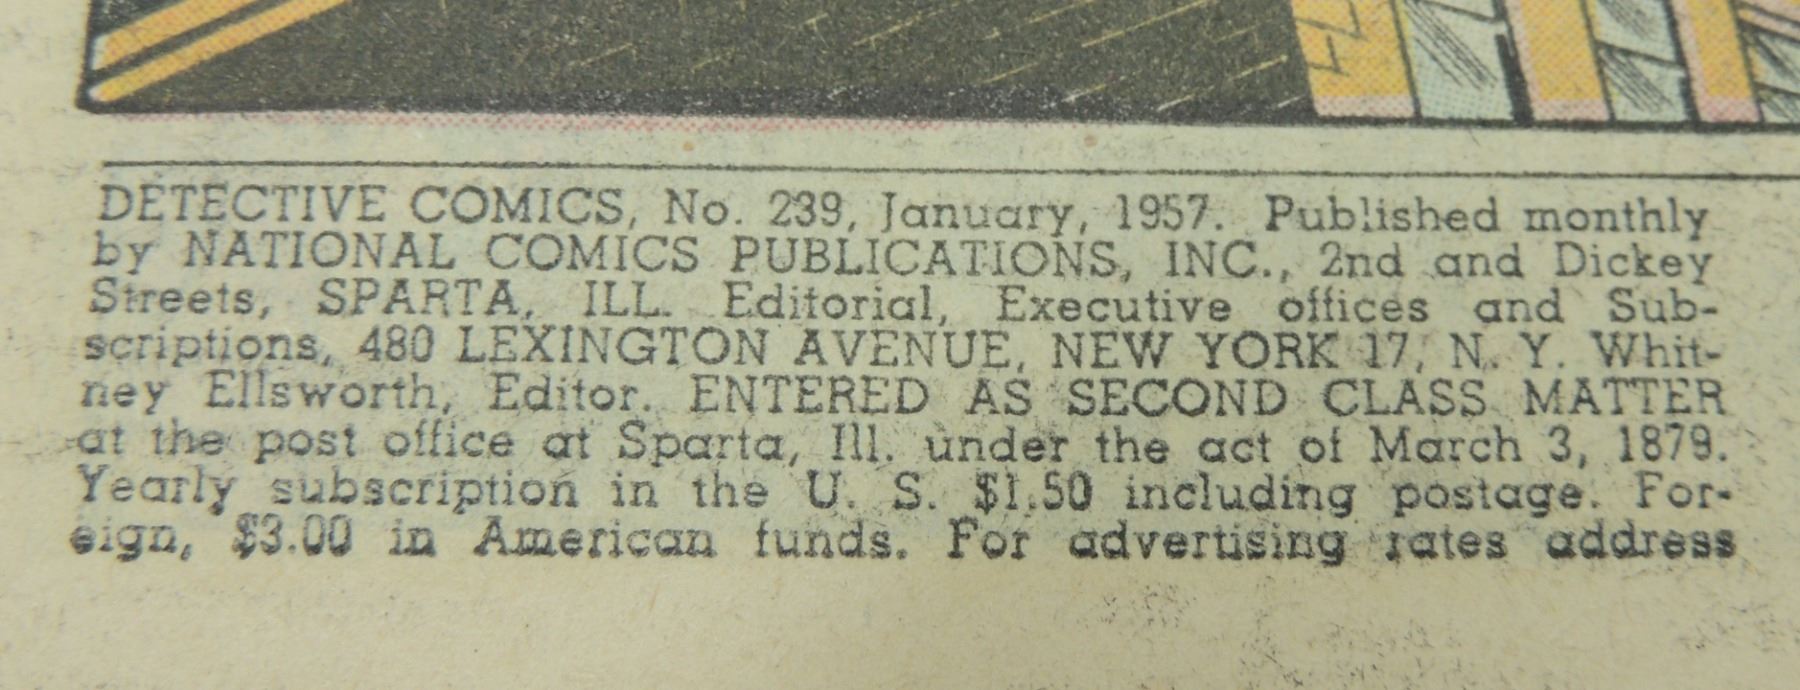 DETECTIVE COMICS, No. 239, January, 1957. Published monthly
by NATIONAL COMICS PUBLICATIONS, INC., 2nd and Dickey
Streets, SPARTA, ILL. Editorial, Executive offices and Sub-
scriptions, 480 LEXINGTON AVENUE, NEW YORK 17, N. Y. Whit-
ney Ellsworth, Editor. ENTERED AS SECOND CLASS MATTER
at the post office at Sparta, Ill. under the act of March 3, 1879.
Yearly subscription in the U. S. $1.50 including postage. For-
eign, $3.00 in American funds. For advertising rates address